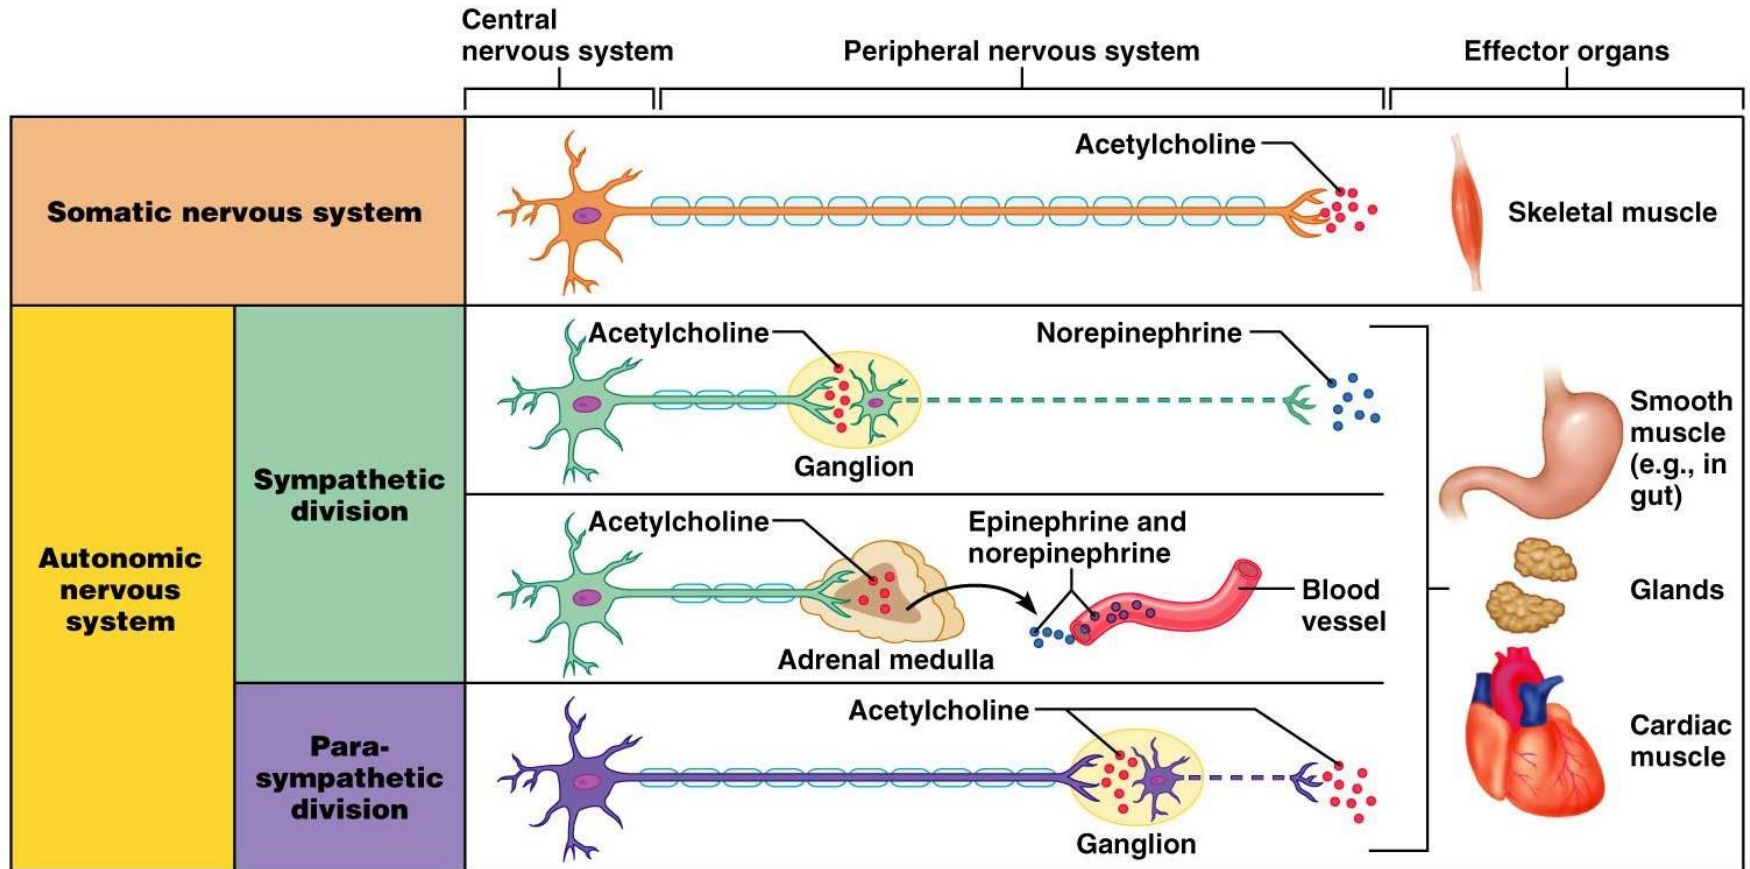 Central
nervous system
Peripheral nervous system
Effector organs
Somatic nervous system
Acetylcholine
Skeletal muscle
Autonomic
nervous
system
Sympathetic
division
Acetylcholine
Norepinephrine
Ganglion
Acetylcholine
Epinephrine and
norepinephrine
Blood
vessel
Adrenal medulla
Para-
sympathetic
division
Acetylcholine
Ganglion
Smooth
muscle
(e.g., in
gut)
Glands
Cardiac
muscle